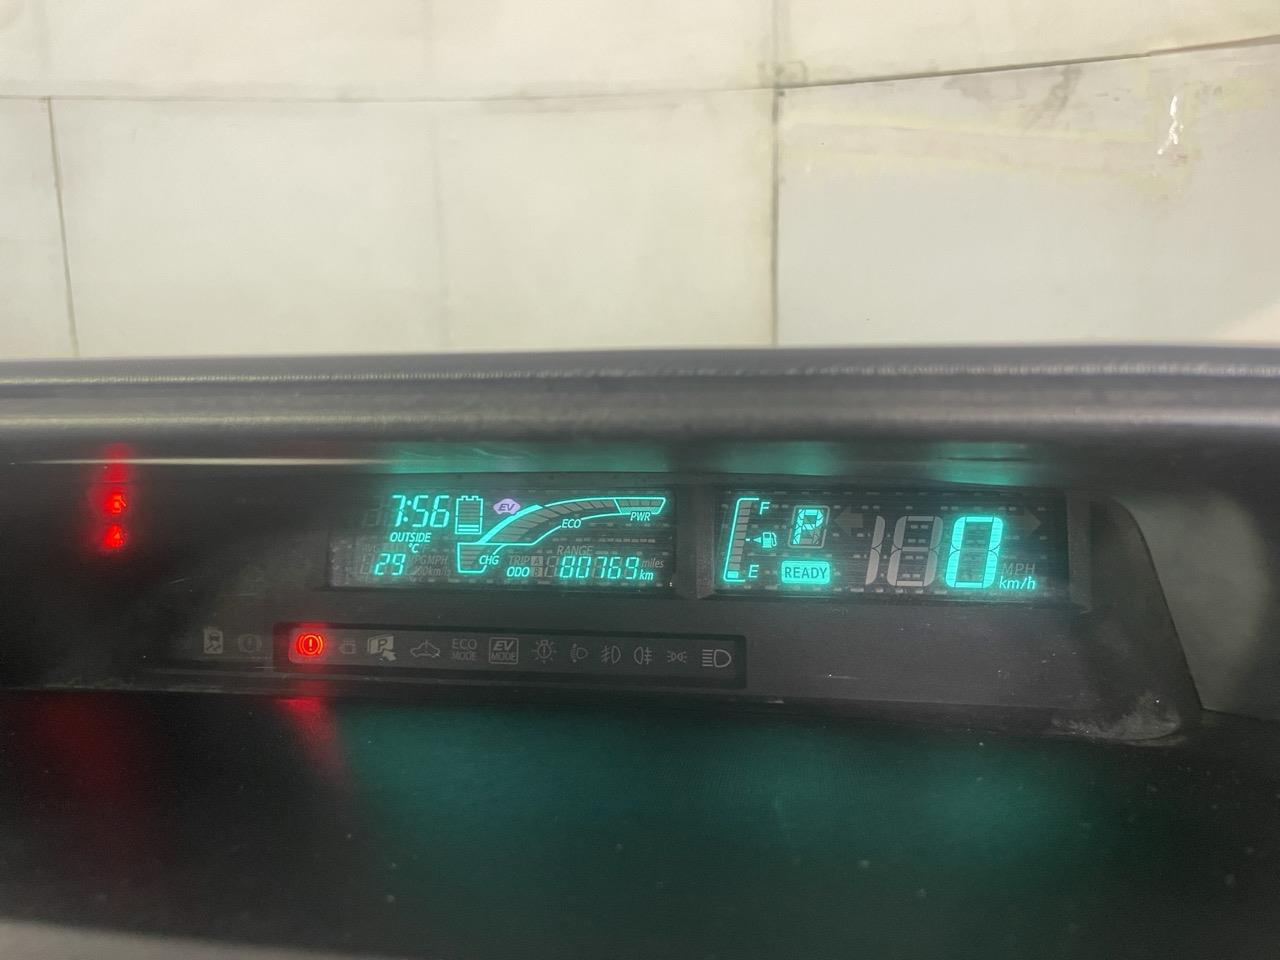 7:56
EV
OUTSIDE
°C
29
CHG
ECO
PWR
RANGE
TRIP A
B
ODO
80769 km
miles
F
E
P
READY
180
MPH
km/h
P
ECO
MODE
EV
MODE